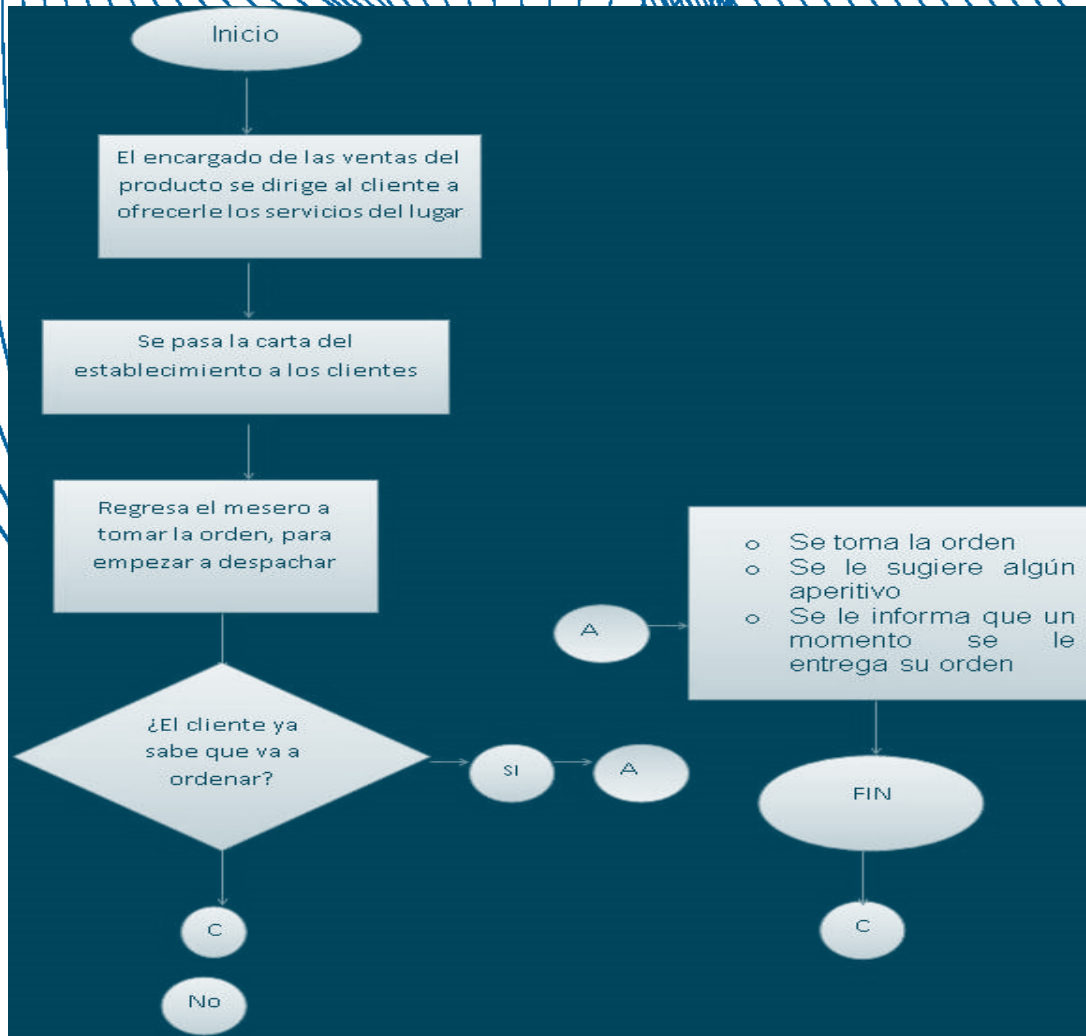 Inicio
El encargado de las ventas del
producto se dirige al cliente a
ofrecerle los servicios del lugar
Se pasa la carta del
establecimiento a los clientes
Regresa el mesero a
tomar la orden, para
empezar a despachar
¿El cliente ya
sabe que va a
ordenar?
SI
A
C
No
A
o Se toma la orden
o Se le sugiere algún
aperitivo
o Se le informa que un
momento se le
entrega su orden
FIN
C